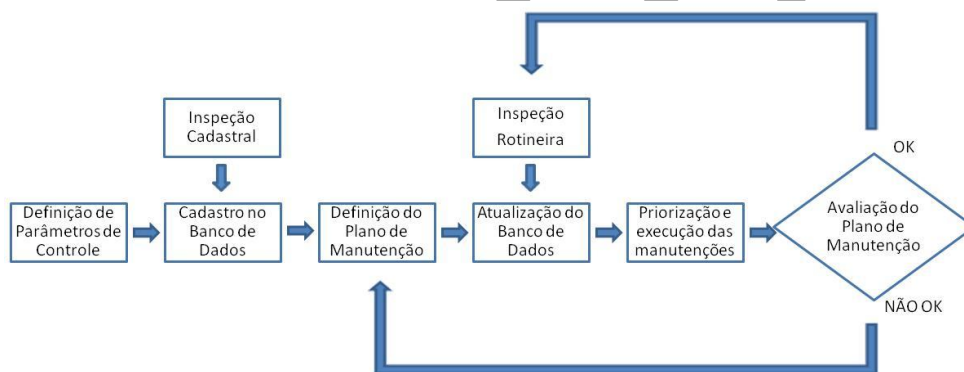 Inspeção
Cadastral
Inspeção
Rotineira
OK
Definição de
Parâmetros de
Controle
Cadastro no
Banco de
Dados
Definição do
Plano de
Manutenção
Atualização do
Banco de
Dados
Priorização e
execução das
manutenções
Avaliação do
Plano de
Manutenção
NÃO OK